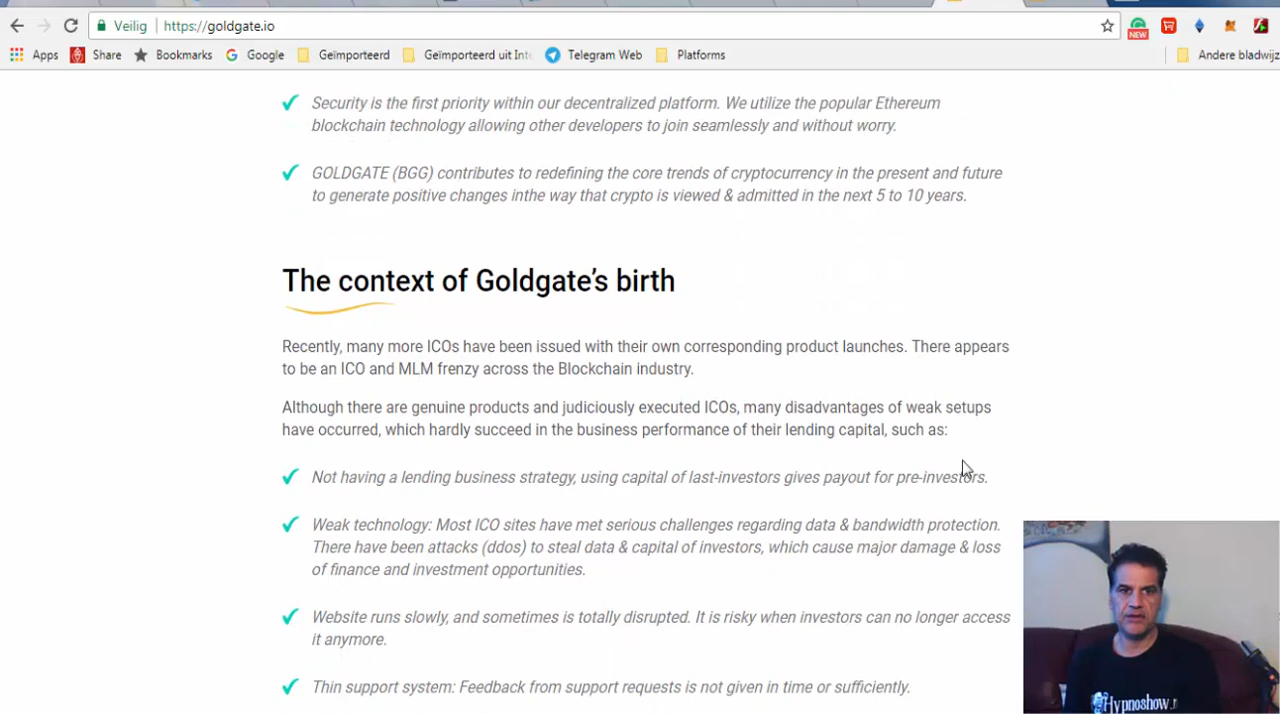 Veilig https://goldgate.io
NEW
Apps Share Bookmarks Google Geïmporteerd Geïmporteerd uit Telegram Web Platforms Andere bladwijz
Security is the first priority within our decentralized platform. We utilize the popular Ethereum
blockchain technology allowing other developers to join seamlessly and without worry.
GOLDGATE (BGG) contributes to redefining the core trends of cryptocurrency in the present and future
to generate positive changes inthe way that crypto is viewed & admitted in the next 5 to 10 years.
The context of Goldgate's birth
Recently, many more ICOs have been issued with their own corresponding product launches. There appears
to be an ICO and MLM frenzy across the Blockchain industry.
Although there are genuine products and judiciously executed ICOs, many disadvantages of weak setups
have occurred, which hardly succeed in the business performance of their lending capital, such as:
Not having a lending business strategy, using capital of last-investors gives payout for pre-investors.
Weak technology: Most ICO sites have met serious challenges regarding data & bandwidth protection.
There have been attacks (ddos) to steal data & capital of investors, which cause major damage & loss
of finance and investment opportunities.
Website runs slowly, and sometimes is totally disrupted. It is risky when investors can no longer access
it anymore.
Thin support system: Feedback from support requests is not given in time or sufficiently.
Hypnoshow.n